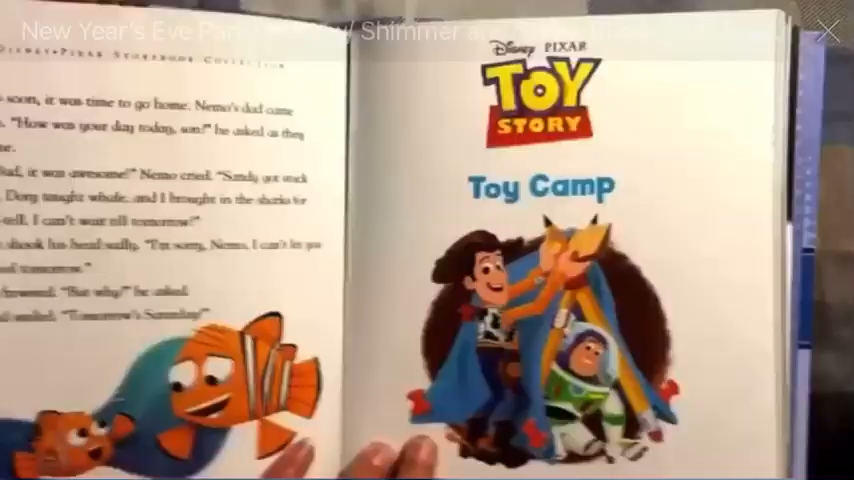 New Year's Eve Par w/ Shimmer a
DISNEY•PIXAR STORYBOOK COLLECTION
soon, it was time to go home. Nemo's dad came
"How was your day today, son?" he asked as they
"Dad, it was awesome!" Nemo cried. "Sandy got stuck
Dory taught whale, and I brought in the sharks for
-tell. I can't wait till tomorrow!"
shook his head sadly. "I'm sorry, Nemo. I can't let you
tomorrow."
frowned. "But why?" he asked.
smiled. "Tomorrow's Saturday!"
Disney PIXAR
TOY
STORY
Toy Camp